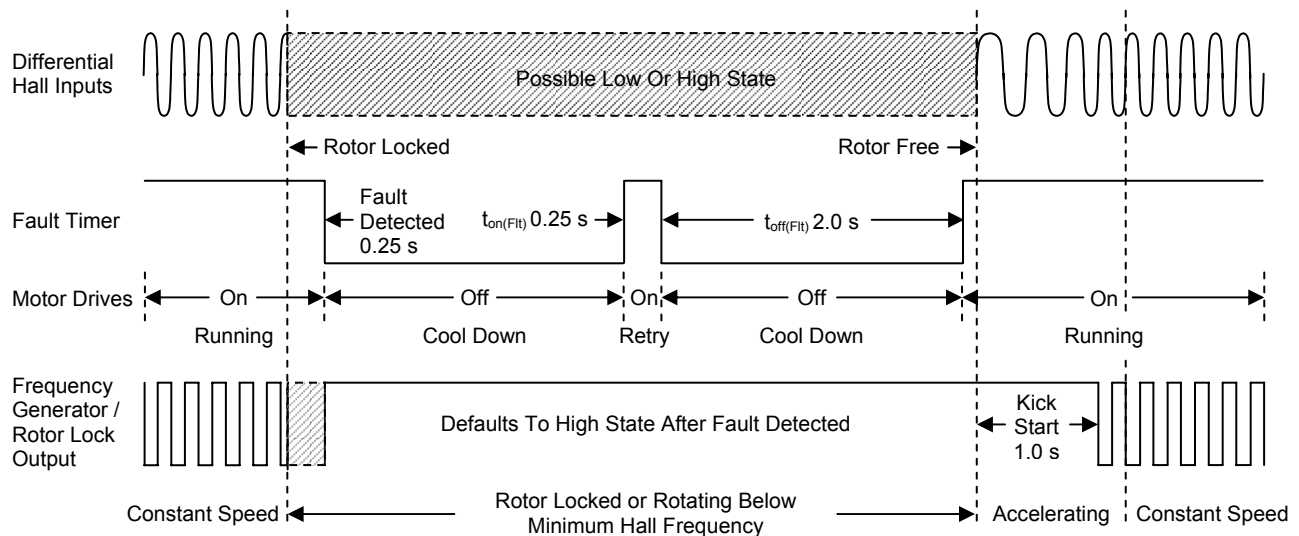 Differential
Hall Inputs
Possible Low Or High State
Rotor Locked
Rotor Free
Fault Timer
Fault
Detected
0.25 s
ton(Flt) 0.25 s
toff(Flt) 2.0 s
Motor Drives
On
Off
On
Off
On
Running
Cool Down
Retry
Cool Down
Running
Frequency
Generator /
Rotor Lock
Output
Defaults To High State After Fault Detected
Kick
Start
1.0 s
Constant Speed
Rotor Locked or Rotating Below
Minimum Hall Frequency
Accelerating
Constant Speed